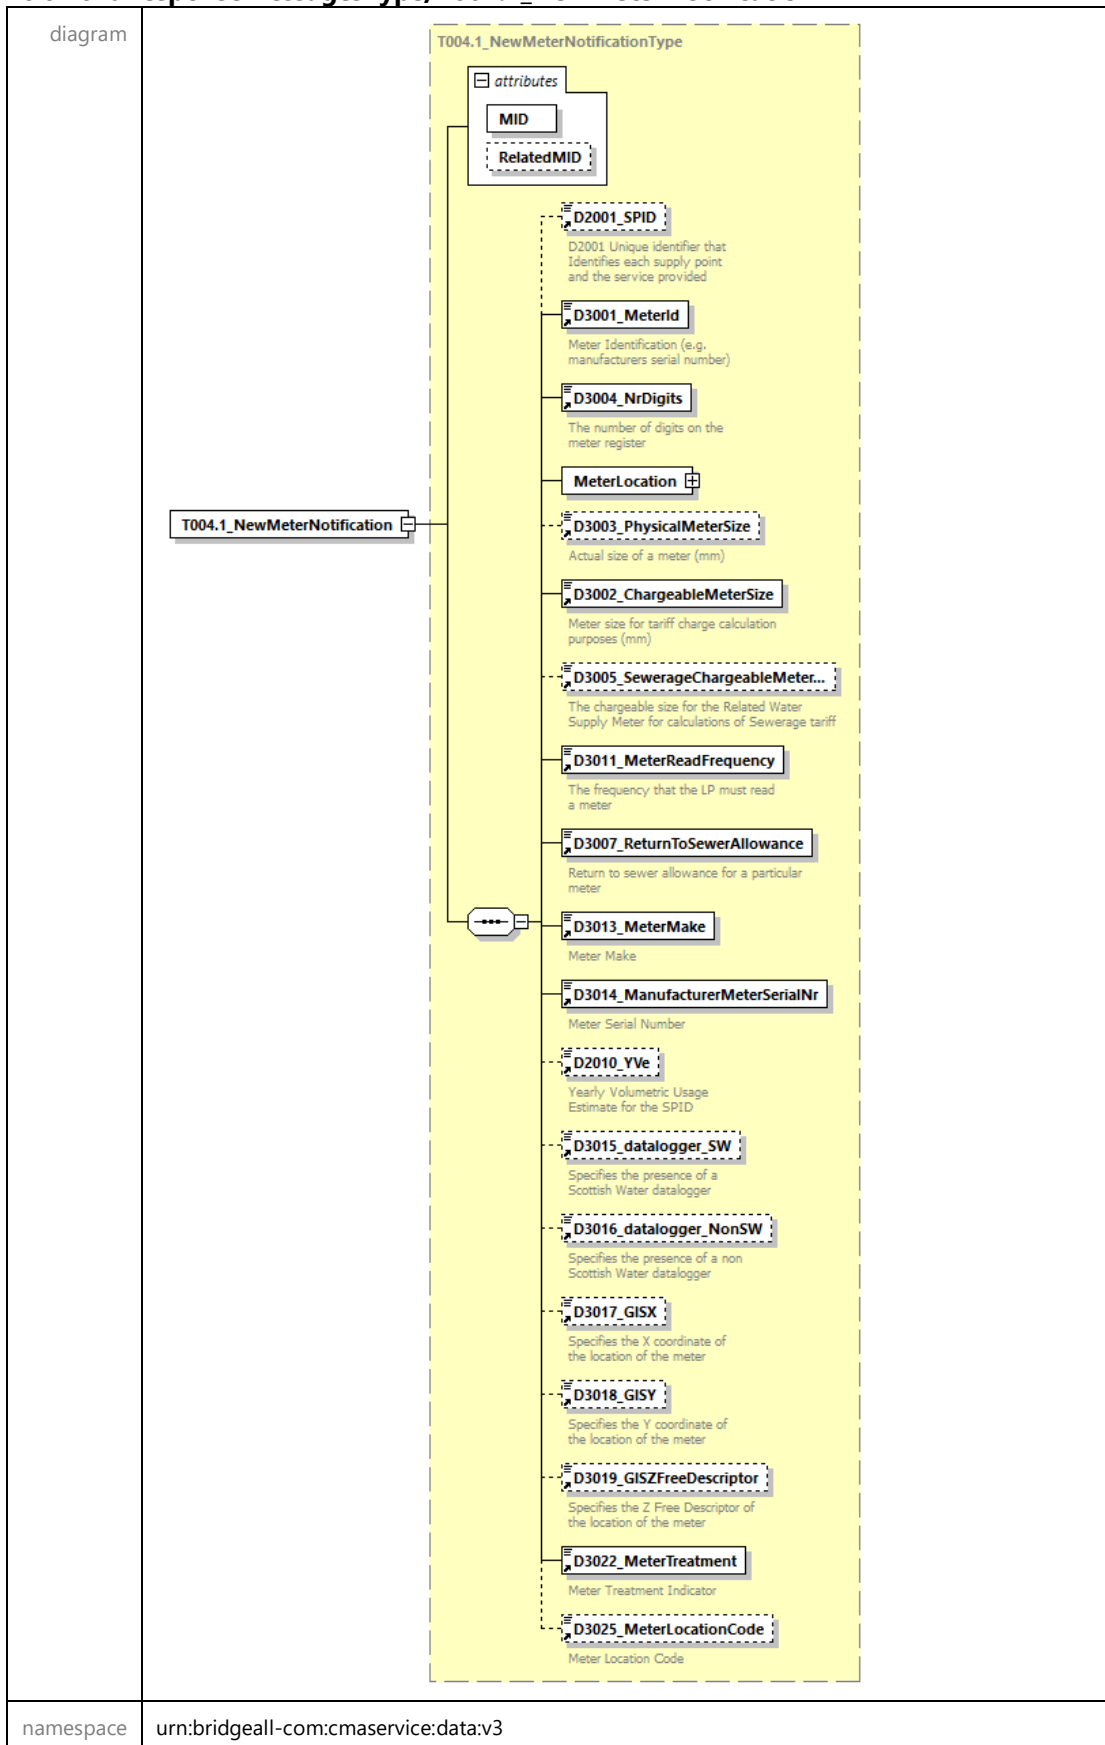 diagram
T004.1_NewMeterNotificationType
attributes
MID
RelatedMID
D2001_SPID
D2001 Unique identifier that
Identifies each supply point
and the service provided
D3001_MeterId
Meter Identification (e.g.
manufacturers serial number)
D3004_NrDigits
The number of digits on the
meter register
MeterLocation
T004.1_NewMeterNotification
D3003_PhysicalMeterSize
Actual size of a meter (mm)
D3002_ChargeableMeterSize
Meter size for tariff charge calculation
purposes (mm)
D3005_SewerageChargeableMeter...
The chargeable size for the Related Water
Supply Meter for calculations of Sewerage tariff
D3011_MeterReadFrequency
The frequency that the LP must read
a meter
D3007_ReturnToSewerAllowance
Return to sewer allowance for a particular
meter
D3013_MeterMake
Meter Make
D3014_ManufacturerMeterSerialNr
Meter Serial Number
D2010_YVe
Yearly Volumetric Usage
Estimate for the SPID
D3015_datalogger_SW
Specifies the presence of a
Scottish Water datalogger
D3016_datalogger_NonSW
Specifies the presence of a non
Scottish Water datalogger
D3017_GISX
Specifies the X coordinate of
the location of the meter
D3018_GISY
Specifies the Y coordinate of
the location of the meter
D3019_GISZFreeDescriptor
Specifies the Z Free Descriptor of
the location of the meter
D3022_MeterTreatment
Meter Treatment Indicator
D3025_MeterLocationCode
Meter Location Code
namespace urn:bridgeall-com:cmaservice:data:v3